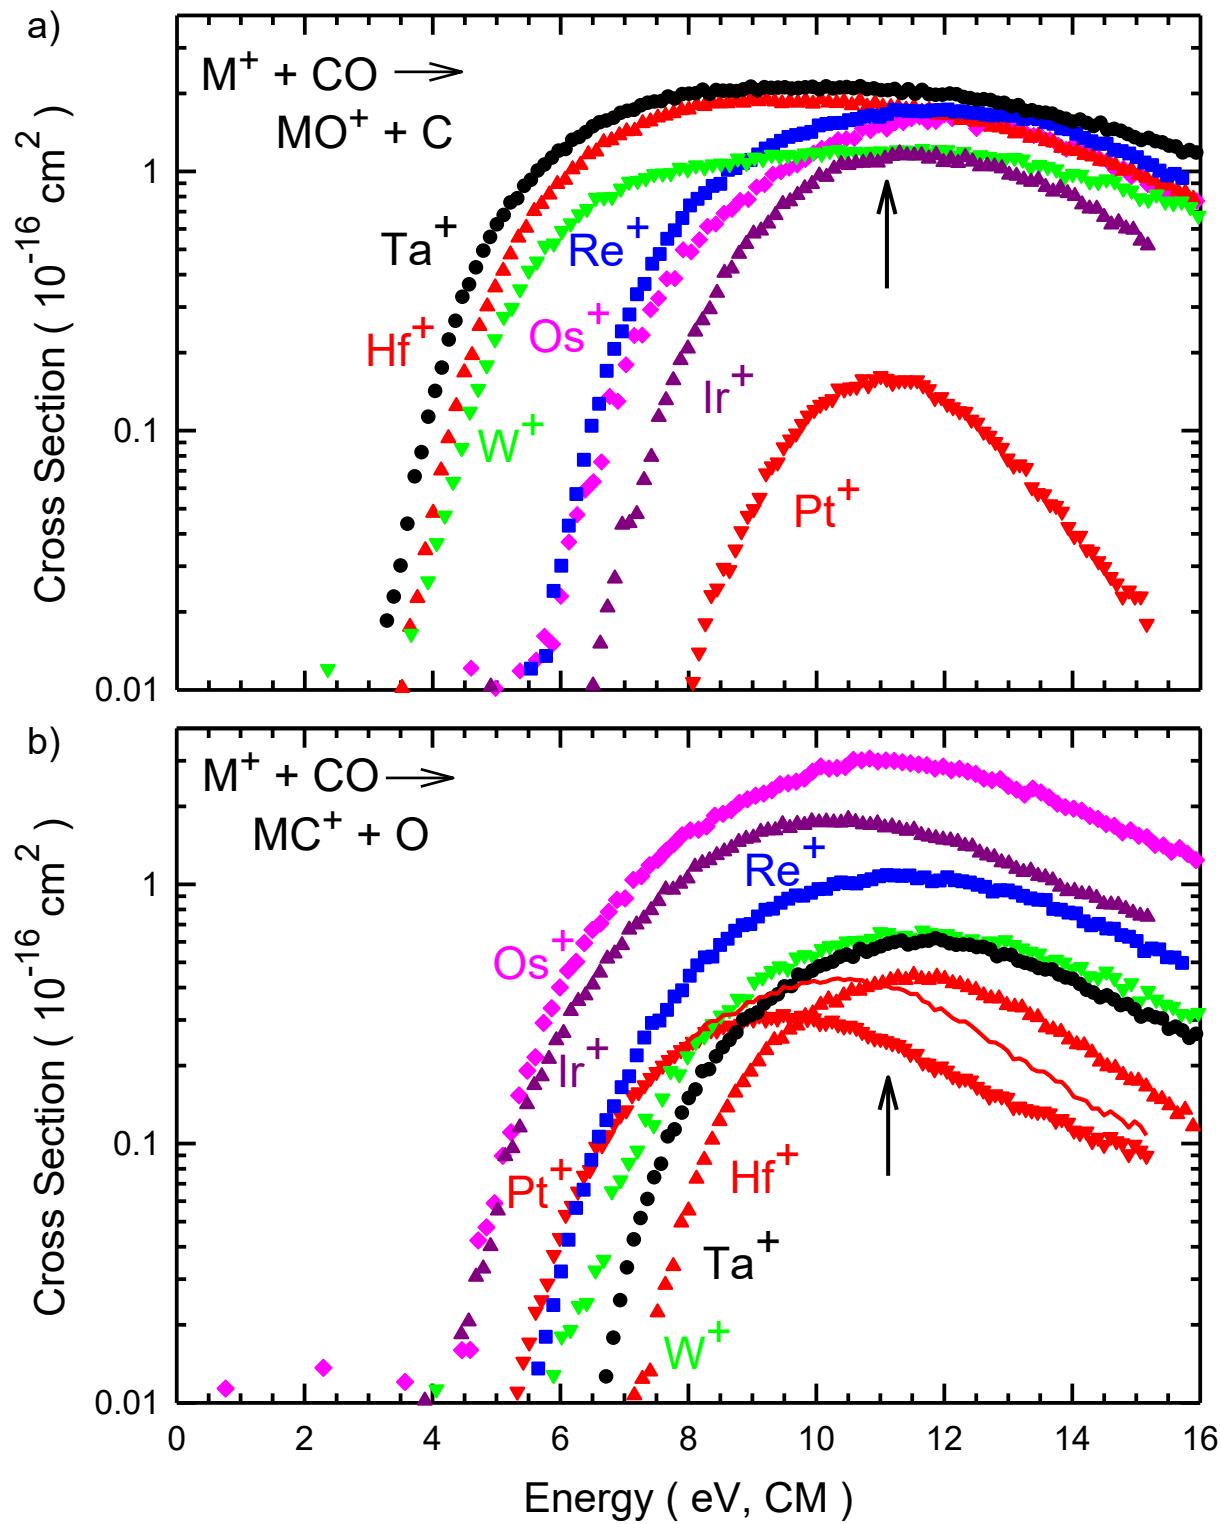 a)
M⁺ + CO →
MO⁺ + C
Ta⁺
Re⁺
Hf⁺
Os⁺
Ir⁺
W⁺
Pt⁺
1
0.1
0.01
Cross Section ( 10⁻¹⁶ cm²)
b)
M⁺ + CO →
MC⁺ + O
Re⁺
Os⁺
Ir⁺
Pt⁺
Hf⁺
Ta⁺
W⁺
1
0.1
0.01
Cross Section ( 10⁻¹⁶ cm²)
0 2 4 6 8 10 12 14 16
Energy ( eV, CM )